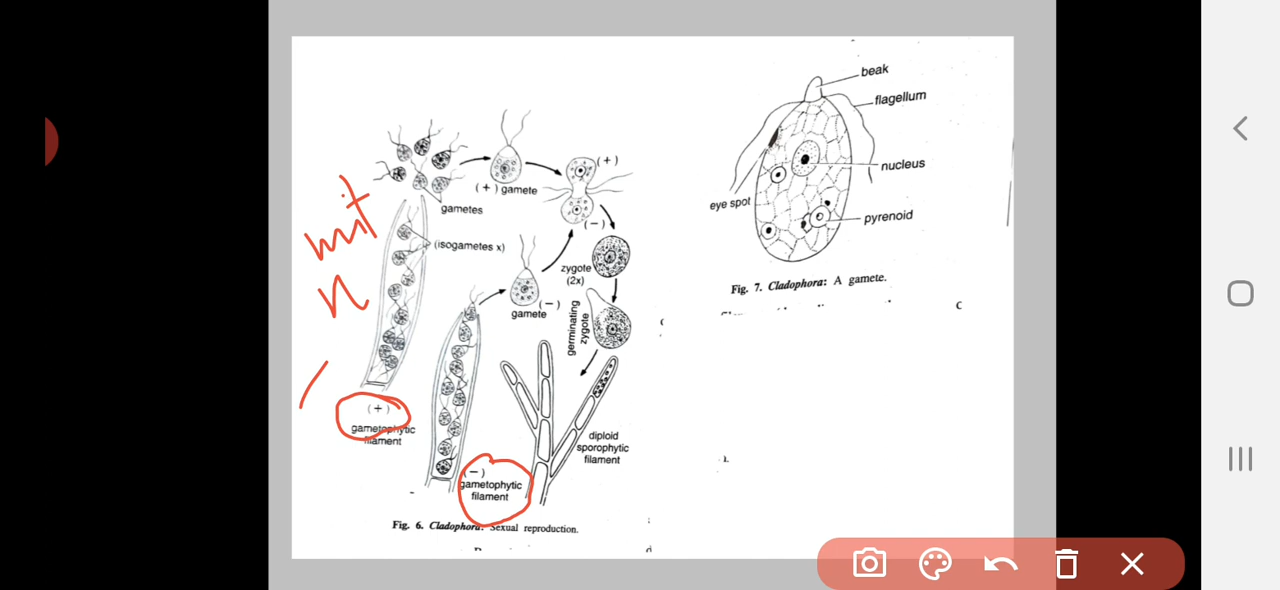 beak
flagellum
nucleus
eye spot
pyrenoid
Fig. 7. Cladophora: A gamete.
(+)
(+) gamete
gametes
(−)
(isogametes x)
zygote
(2x)
(−)
gamete
germinating
zygote
(+)
gametophytic
filament
diploid
sporophytic
filament
(−)
gametophytic
filament
Fig. 6. Cladophora: Sexual reproduction.
mit
n